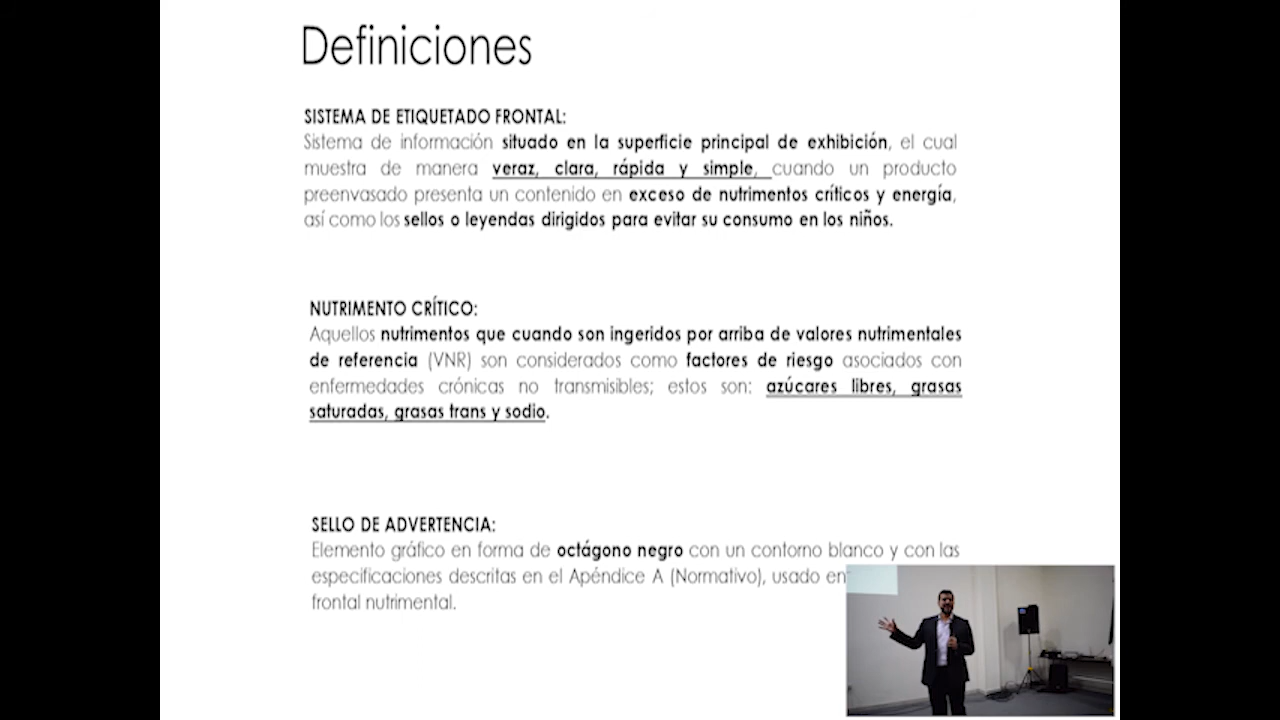 Definiciones
SISTEMA DE ETIQUETADO FRONTAL:
Sistema de información situado en la superficie principal de exhibición, el cual
muestra de manera veraz, clara, rápida y simple, cuando un producto
preenvasado presenta un contenido en exceso de nutrimentos críticos y energía,
así como los sellos o leyendas dirigidos para evitar su consumo en los niños.
NUTRIMENTO CRÍTICO:
Aquellos nutrimentos que cuando son ingeridos por arriba de valores nutrimentales
de referencia (VNR) son considerados como factores de riesgo asociados con
enfermedades crónicas no transmisibles; estos son: azúcares libres, grasas
saturadas, grasas trans y sodio.
SELLO DE ADVERTENCIA:
Elemento gráfico en forma de octágono negro con un contorno blanco y con las
especificaciones descritas en el Apéndice A (Normativo), usado en
frontal nutrimental.